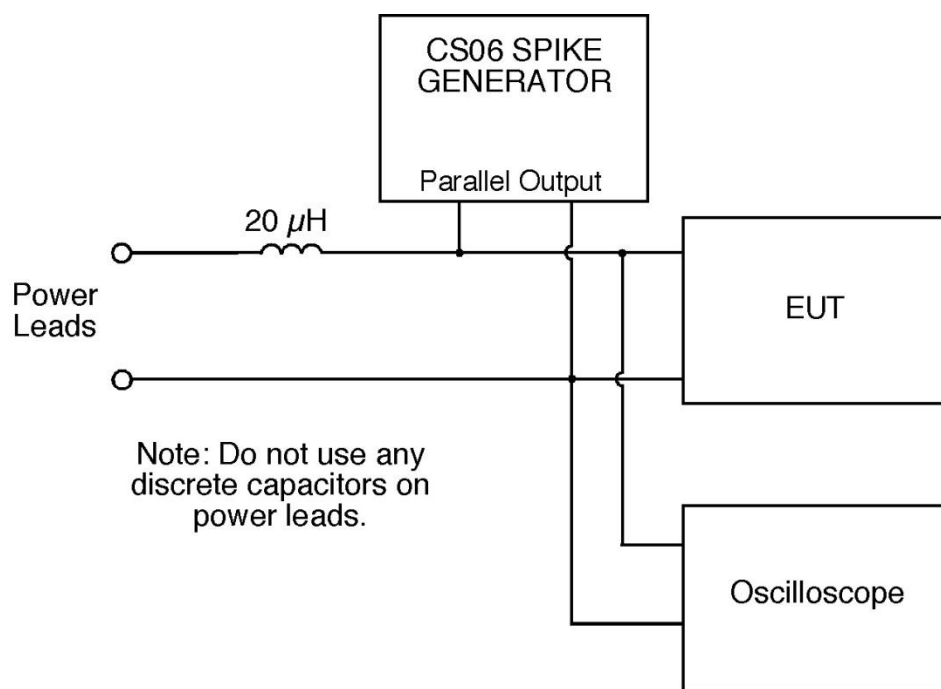 CS06 SPIKE
GENERATOR
Parallel Output
20 µH
Power
Leads
EUT
Note: Do not use any
discrete capacitors on
power leads.
Oscilloscope